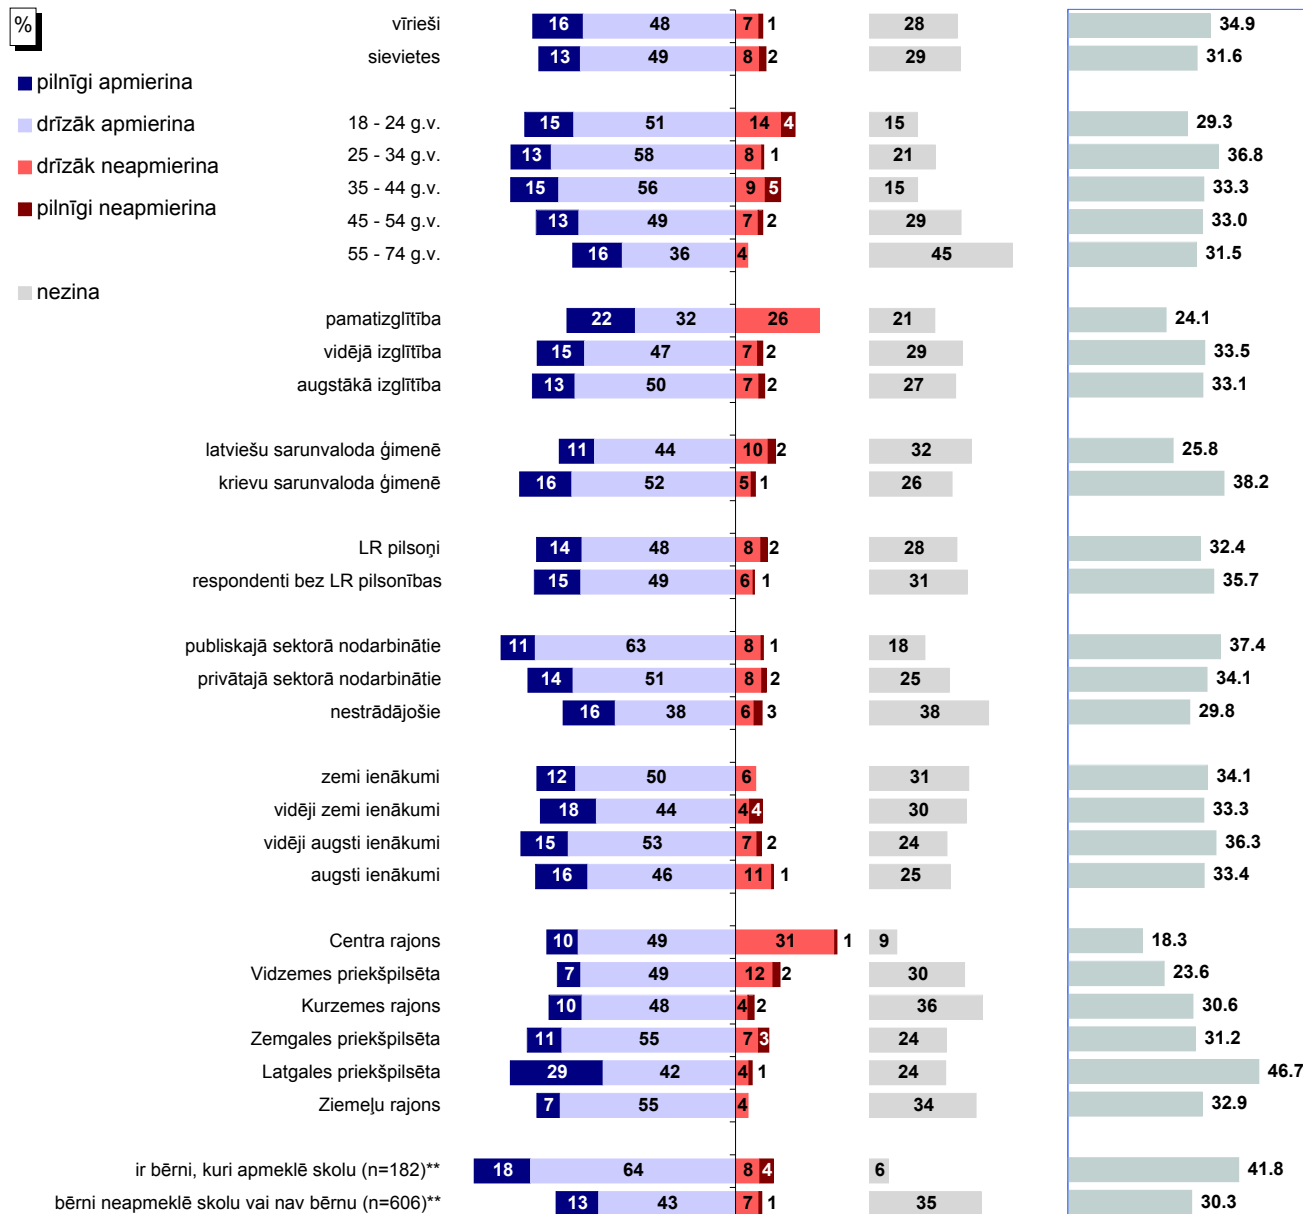 %
pilnīgi apmierina
drīzāk apmierina
drīzāk neapmierina
pilnīgi neapmierina
nezina
vīrieši 16 48 7 1 28 34.9
sievietes 13 49 8 2 29 31.6
18 - 24 g.v. 15 51 14 4 15 29.3
25 - 34 g.v. 13 58 8 1 21 36.8
35 - 44 g.v. 15 56 9 5 15 33.3
45 - 54 g.v. 13 49 7 2 29 33.0
55 - 74 g.v. 16 36 4 45 31.5
pamatizglītība 22 32 26 21 24.1
vidējā izglītība 15 47 7 2 29 33.5
augstākā izglītība 13 50 7 2 27 33.1
latviešu sarunvaloda ģimenē 11 44 10 2 32 25.8
krievu sarunvaloda ģimenē 16 52 5 1 26 38.2
LR pilsoņi 14 48 8 2 28 32.4
respondenti bez LR pilsonības 15 49 6 1 31 35.7
publiskajā sektorā nodarbinātie 11 63 8 1 18 37.4
privātajā sektorā nodarbinātie 14 51 8 2 25 34.1
nestrādājošie 16 38 6 3 38 29.8
zemi ienākumi 12 50 6 31 34.1
vidēji zemi ienākumi 18 44 4 4 30 33.3
vidēji augsti ienākumi 15 53 7 2 24 36.3
augsti ienākumi 16 46 11 1 25 33.4
Centra rajons 10 49 31 1 9 18.3
Vidzemes priekšpilsēta 7 49 12 2 30 23.6
Kurzemes rajons 10 48 4 2 36 30.6
Zemgales priekšpilsēta 11 55 7 3 24 31.2
Latgales priekšpilsēta 29 42 4 1 24 46.7
Ziemeļu rajons 7 55 4 34 32.9
ir bērni, kuri apmeklē skolu (n=182)** 18 64 8 4 6 41.8
bērni neapmeklē skolu vai nav bērnu (n=606)** 13 43 7 1 35 30.3